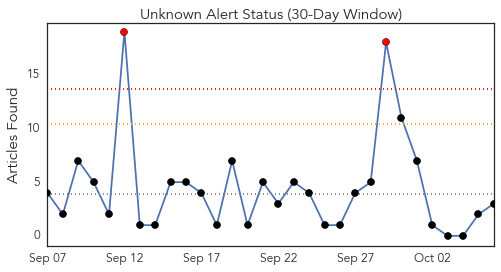 Unknown Alert Status (30-Day Window)
Articles Found
15
10
5
0
Sep 07 Sep 12 Sep 17 Sep 22 Sep 27 Oct 02